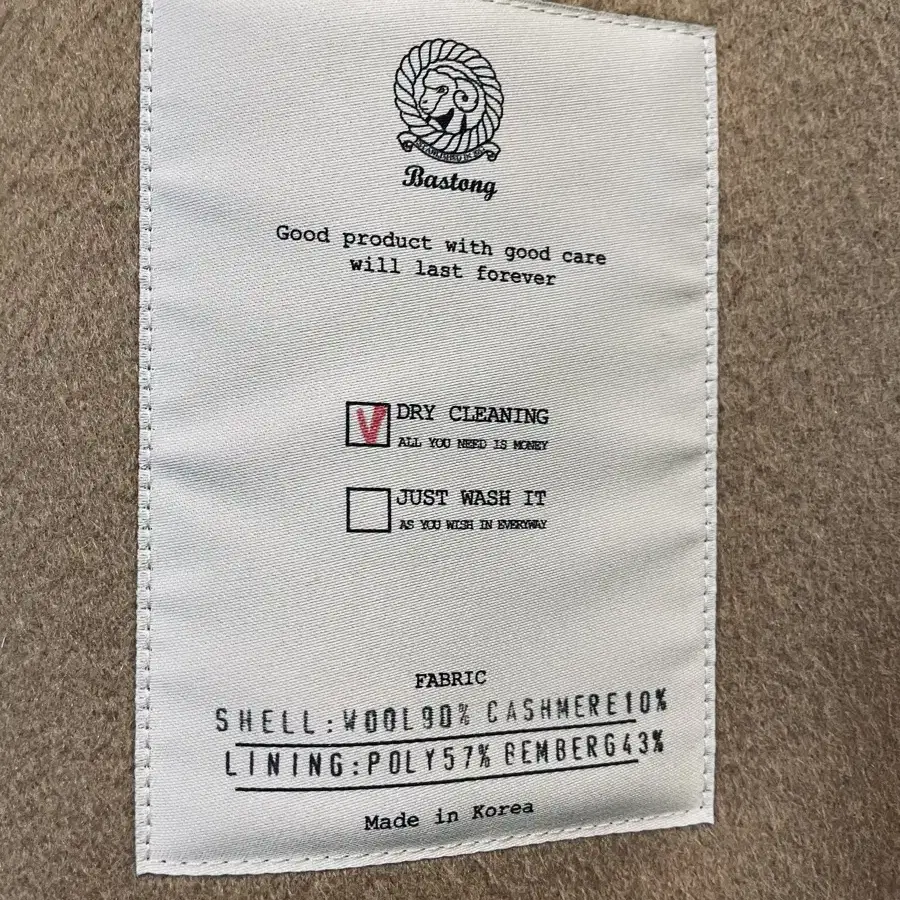 Bastong
Good product with good care
will last forever
V DRY CLEANING
ALL YOU NEED IS MONEY
JUST WASH IT
AS YOU WISH IN EVERYWAY
FABRIC
SHELL:WOOL90% CASHMERE10%
LINING:POLY57% BEMBERG43%
Made in Korea